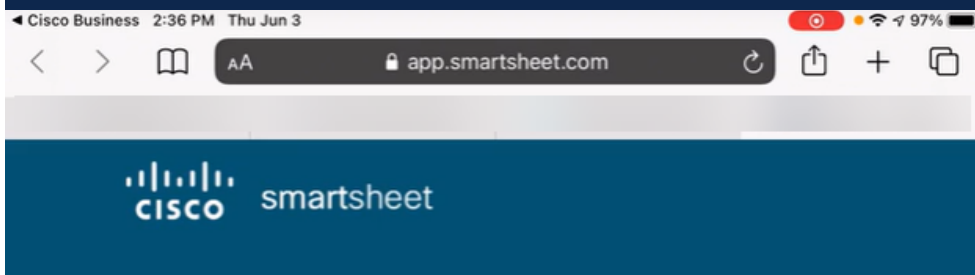 ◀ Cisco Business 2:36 PM Thu Jun 3 97%
AA app.smartsheet.com
CISCO smartsheet